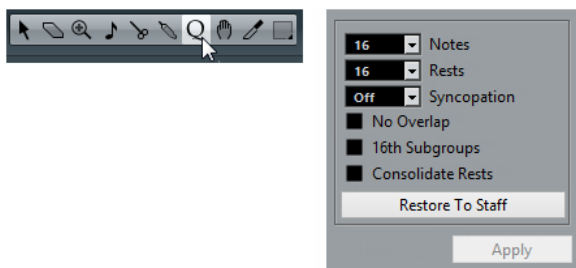 Q
16 Notes
16 Rests
Off Syncopation
No Overlap
16th Subgroups
Consolidate Rests
Restore To Staff
Apply